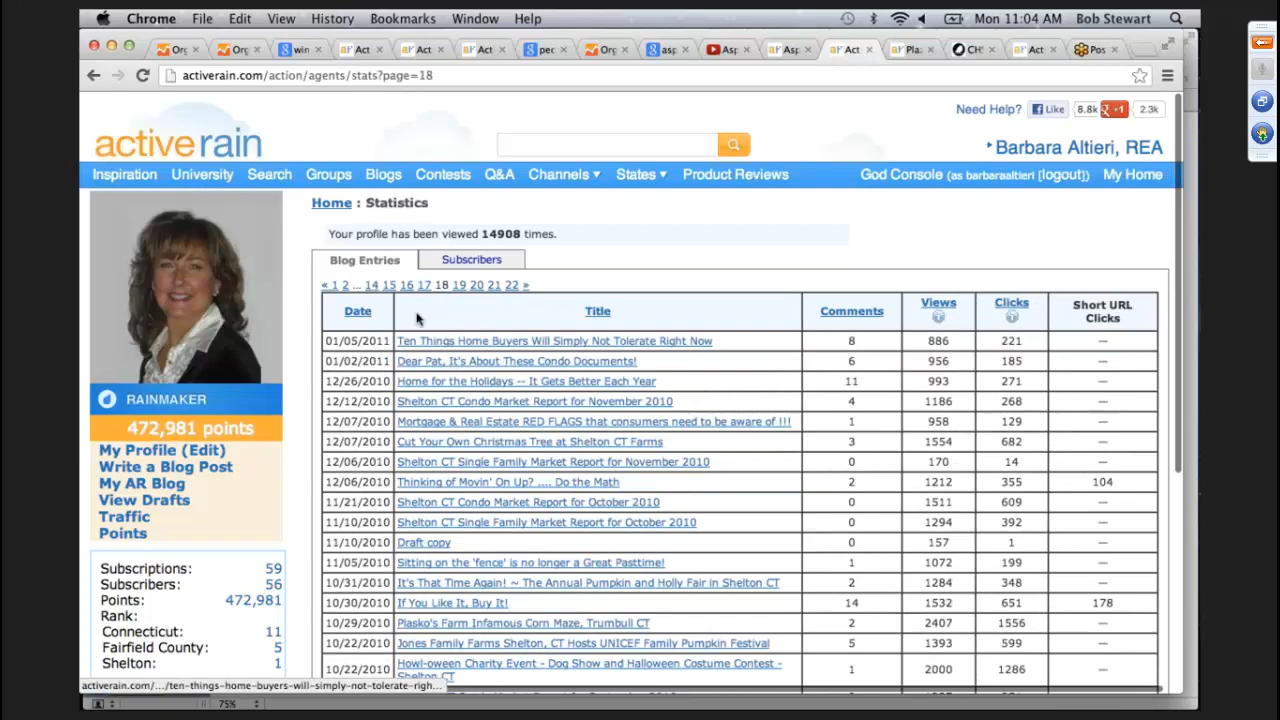 Chrome File Edit View History Bookmarks Window Help Mon 11:04 AM Bob Stewart
Org Org win Act Act Act pec Org asp Asp Asp Act Pla CH Act Pos
activerain.com/action/agents/stats?page=18
Need Help? Like 8.8k +1 2.3k
activerain
Barbara Altieri, REA
Inspiration University Search Groups Blogs Contests Q&A Channels States Product Reviews God Console (as barbaraaltieri [logout]) My Home
Home : Statistics
Your profile has been viewed 14908 times.
Blog Entries Subscribers
« 1 2 ... 14 15 16 17 18 19 20 21 22 »
Date Title Comments Views Clicks Short URL Clicks
01/05/2011 Ten Things Home Buyers Will Simply Not Tolerate Right Now 8 886 221 —
01/02/2011 Dear Pat, It's About These Condo Documents! 6 956 185 —
12/26/2010 Home for the Holidays -- It Gets Better Each Year 11 993 271 —
12/12/2010 Shelton CT Condo Market Report for November 2010 4 1186 268 —
12/07/2010 Mortgage & Real Estate RED FLAGS that consumers need to be aware of !!! 1 958 129 —
12/07/2010 Cut Your Own Christmas Tree at Shelton CT Farms 3 1554 682 —
12/06/2010 Shelton CT Single Family Market Report for November 2010 0 170 14 —
12/06/2010 Thinking of Movin' On Up? .... Do the Math 2 1212 355 104
11/21/2010 Shelton CT Condo Market Report for October 2010 0 1511 609 —
11/10/2010 Shelton CT Single Family Market Report for October 2010 0 1294 392 —
11/10/2010 Draft copy 0 157 1 —
11/05/2010 Sitting on the 'fence' is no longer a Great Pasttime! 1 1072 199 —
10/31/2010 It's That Time Again! ~ The Annual Pumpkin and Holly Fair in Shelton CT 2 1284 348 —
10/30/2010 If You Like It, Buy It! 14 1532 651 178
10/29/2010 Plasko's Farm Infamous Corn Maze, Trumbull CT 2 2407 1556 —
10/22/2010 Jones Family Farms Shelton, CT Hosts UNICEF Family Pumpkin Festival 5 1393 599 —
10/22/2010 Howl-oween Charity Event - Dog Show and Halloween Costume Contest - Shelton CT 1 2000 1286 —
RAINMAKER
472,981 points
My Profile (Edit)
Write a Blog Post
My AR Blog
View Drafts
Traffic
Points
Subscriptions: 59
Subscribers: 56
Points: 472,981
Rank:
Connecticut: 11
Fairfield County: 5
Shelton: 1
activerain.com/.../ten-things-home-buyers-will-simply-not-tolerate-righ...
75%